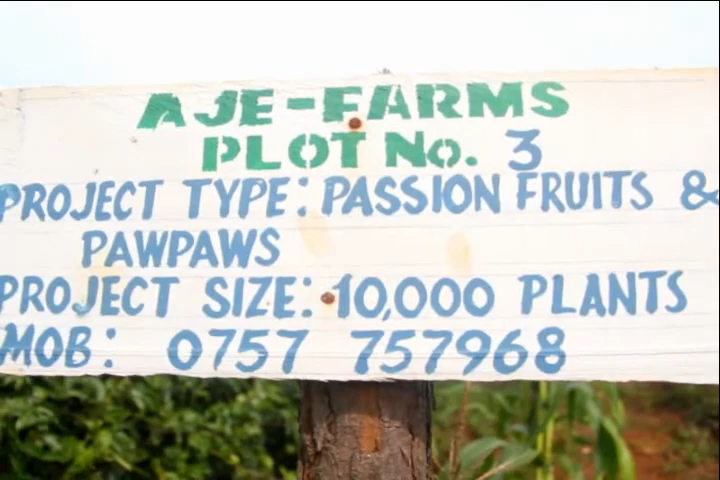 AJE-FARMS
PLOT No. 3
PROJECT TYPE: PASSION FRUITS &
PAWPAWS
PROJECT SIZE: 10,000 PLANTS
MOB: 0757 757968